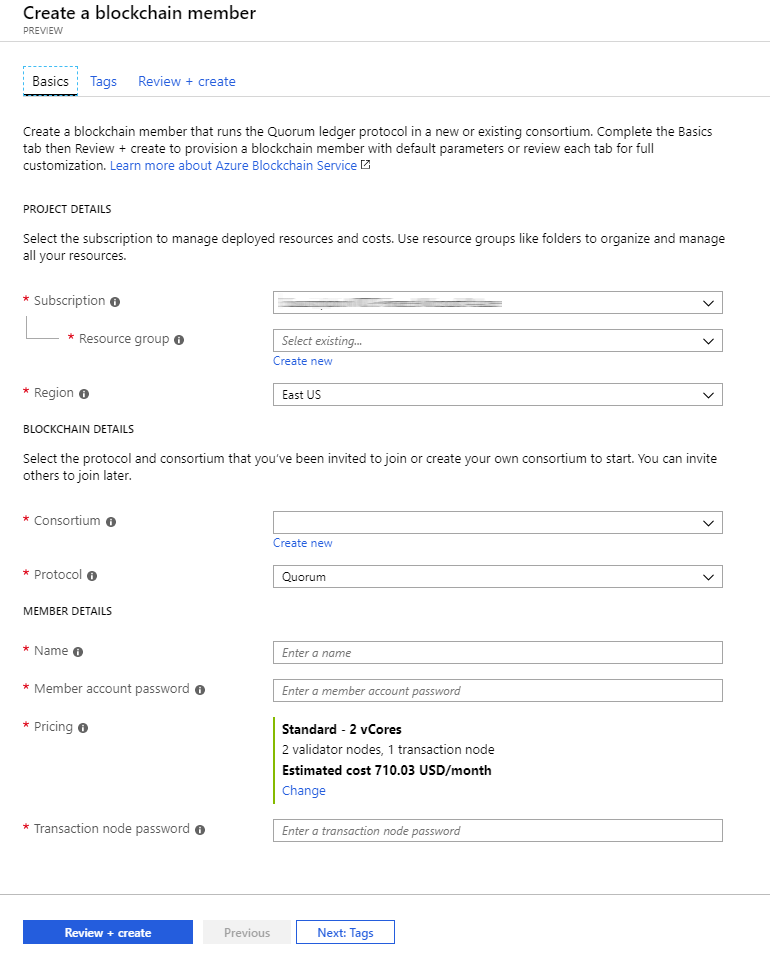 Create a blockchain member
PREVIEW
Basics Tags Review + create
Create a blockchain member that runs the Quorum ledger protocol in a new or existing consortium. Complete the Basics
tab then Review + create to provision a blockchain member with default parameters or review each tab for full
customization. Learn more about Azure Blockchain Service
PROJECT DETAILS
Select the subscription to manage deployed resources and costs. Use resource groups like folders to organize and manage
all your resources.
* Subscription
* Resource group Select existing...
Create new
* Region East US
BLOCKCHAIN DETAILS
Select the protocol and consortium that you've been invited to join or create your own consortium to start. You can invite
others to join later.
* Consortium
Create new
* Protocol Quorum
MEMBER DETAILS
* Name Enter a name
* Member account password Enter a member account password
* Pricing Standard - 2 vCores
2 validator nodes, 1 transaction node
Estimated cost 710.03 USD/month
Change
* Transaction node password Enter a transaction node password
Review + create Previous Next: Tags